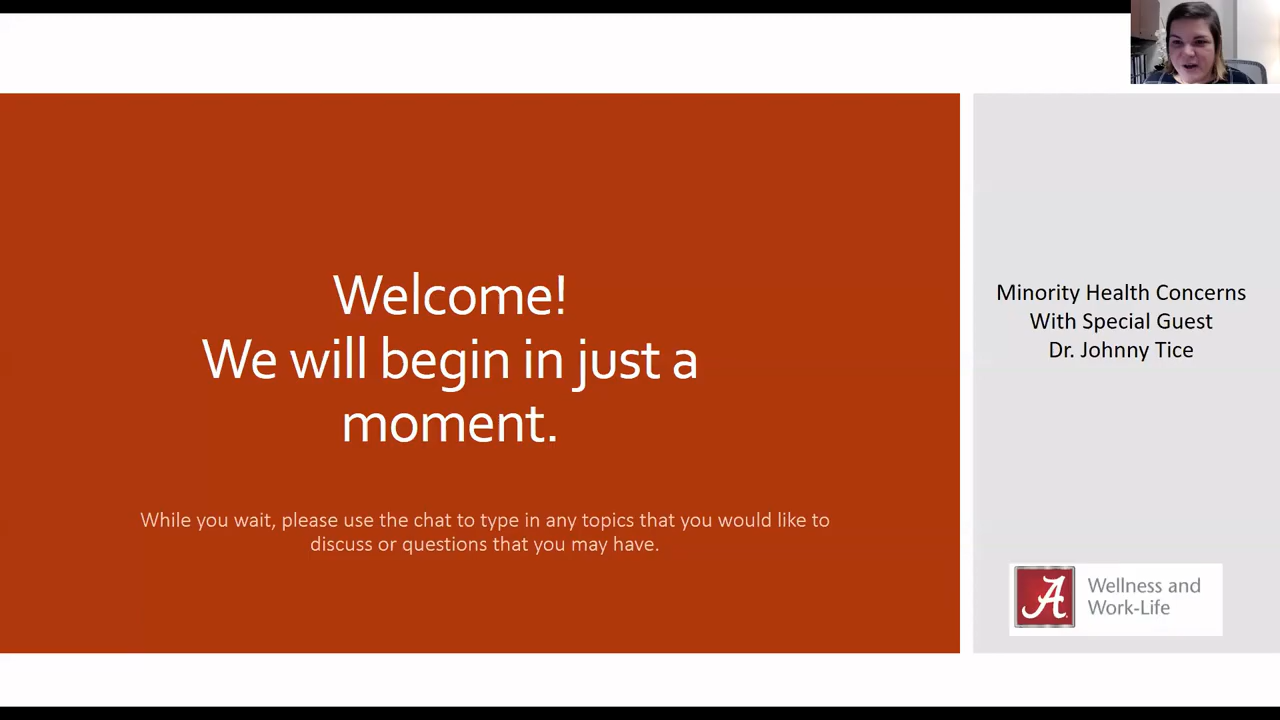 Welcome!
We will begin in just a
moment.
While you wait, please use the chat to type in any topics that you would like to
discuss or questions that you may have.
Minority Health Concerns
With Special Guest
Dr. Johnny Tice
A
Wellness and
Work-Life